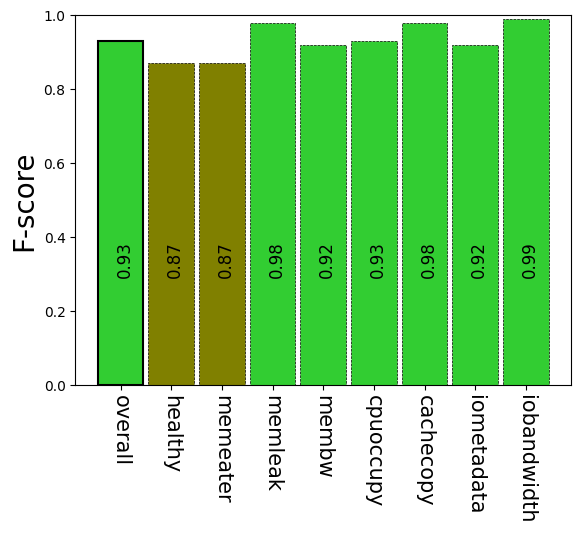 F-score
1.0
0.8
0.6
0.4
0.2
0.0
0.93
0.87
0.87
0.98
0.92
0.93
0.98
0.92
0.99
overall
healthy
memeater
memleak
membw
cpuoccupy
cachecopy
iometadata
iobandwidth